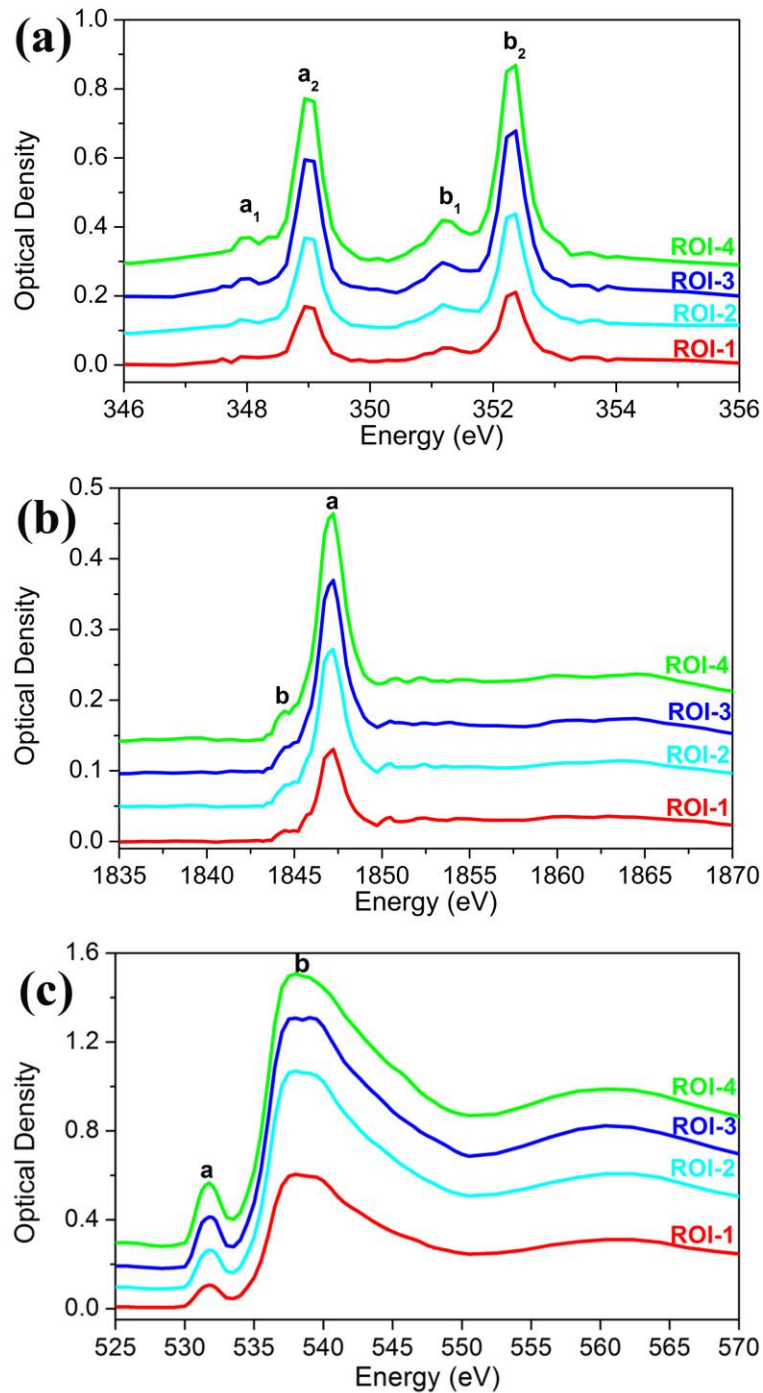 (a)
1.0
0.8
0.6
0.4
0.2
0.0
Optical Density
a1
a2
b1
b2
ROI-4
ROI-3
ROI-2
ROI-1
346 348 350 352 354 356
Energy (eV)
(b)
0.5
0.4
0.3
0.2
0.1
0.0
Optical Density
b
a
ROI-4
ROI-3
ROI-2
ROI-1
1835 1840 1845 1850 1855 1860 1865 1870
Energy (eV)
(c)
1.6
1.2
0.8
0.4
0.0
Optical Density
a
b
ROI-4
ROI-3
ROI-2
ROI-1
525 530 535 540 545 550 555 560 565 570
Energy (eV)